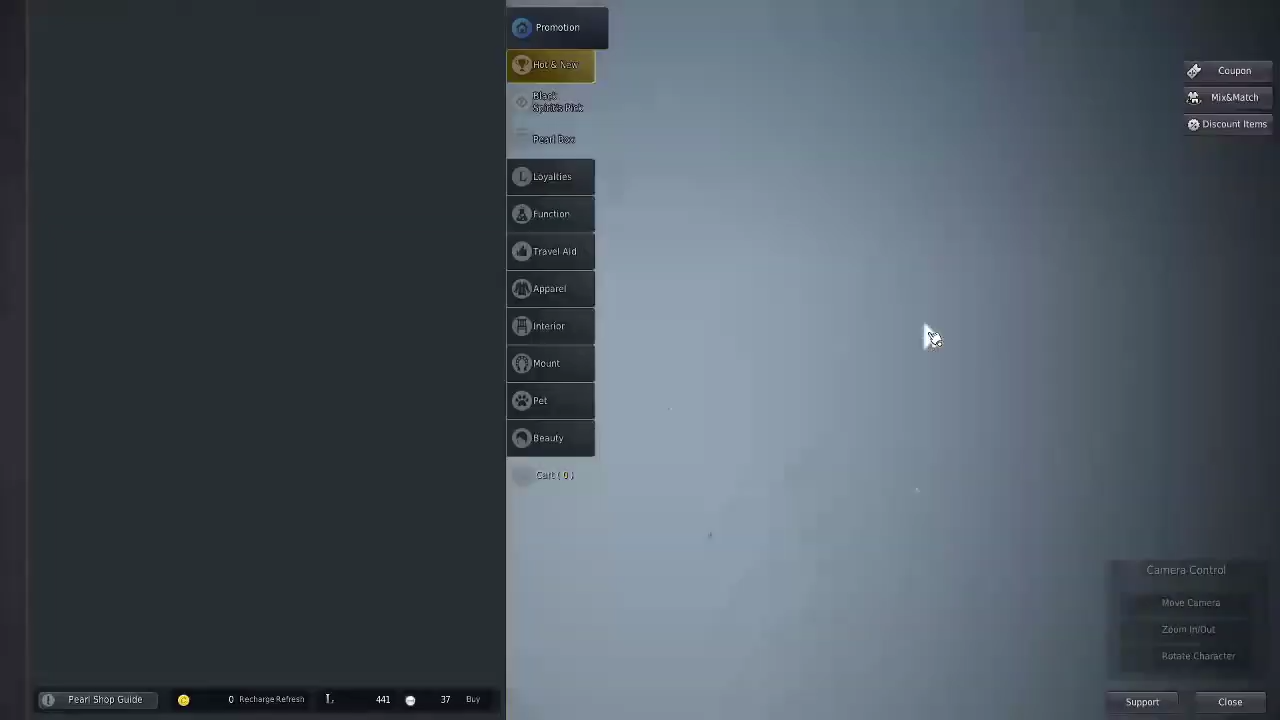 Promotion
Hot & New
Black
Spirit's Pick
Pearl Box
Loyalties
Function
Travel Aid
Apparel
Interior
Mount
Pet
Beauty
Cart ( 0 )
Coupon
Mix&Match
Discount Items
Camera Control
Move Camera
Zoom In/Out
Rotate Character
Pearl Shop Guide
0 Recharge Refresh
L 441
37 Buy
Support
Close